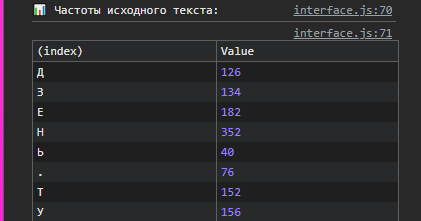 📊 Частоты исходного текста: interface.js:70
interface.js:71
(index) Value
Д 126
З 134
Е 182
Н 352
Ь 40
. 76
Т 152
У 156